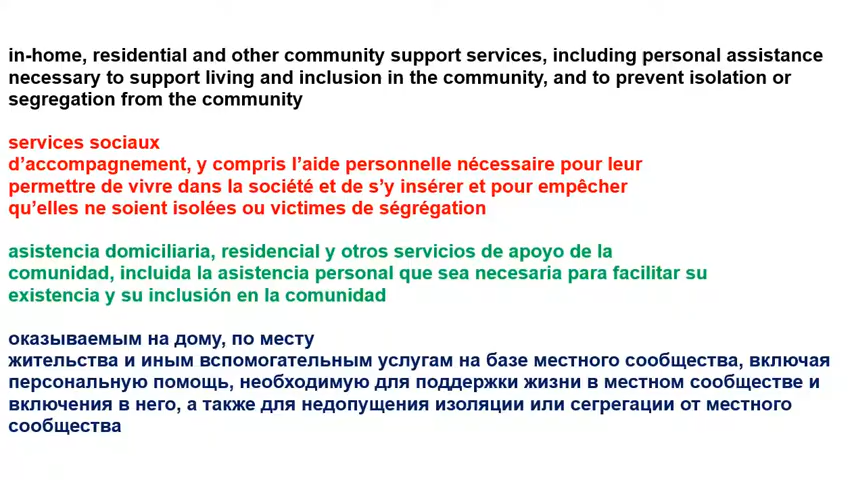 in-home, residential and other community support services, including personal assistance
necessary to support living and inclusion in the community, and to prevent isolation or
segregation from the community
services sociaux
d’accompagnement, y compris l’aide personnelle nécessaire pour leur
permettre de vivre dans la société et de s’y insérer et pour empêcher
qu’elles ne soient isolées ou victimes de ségrégation
asistencia domiciliaria, residencial y otros servicios de apoyo de la
comunidad, incluida la asistencia personal que sea necesaria para facilitar su
existencia y su inclusión en la comunidad
оказываемым на дому, по месту
жительства и иным вспомогательным услугам на базе местного сообщества, включая
персональную помощь, необходимую для поддержки жизни в местном сообществе и
включения в него, а также для недопущения изоляции или сегрегации от местного
сообщества